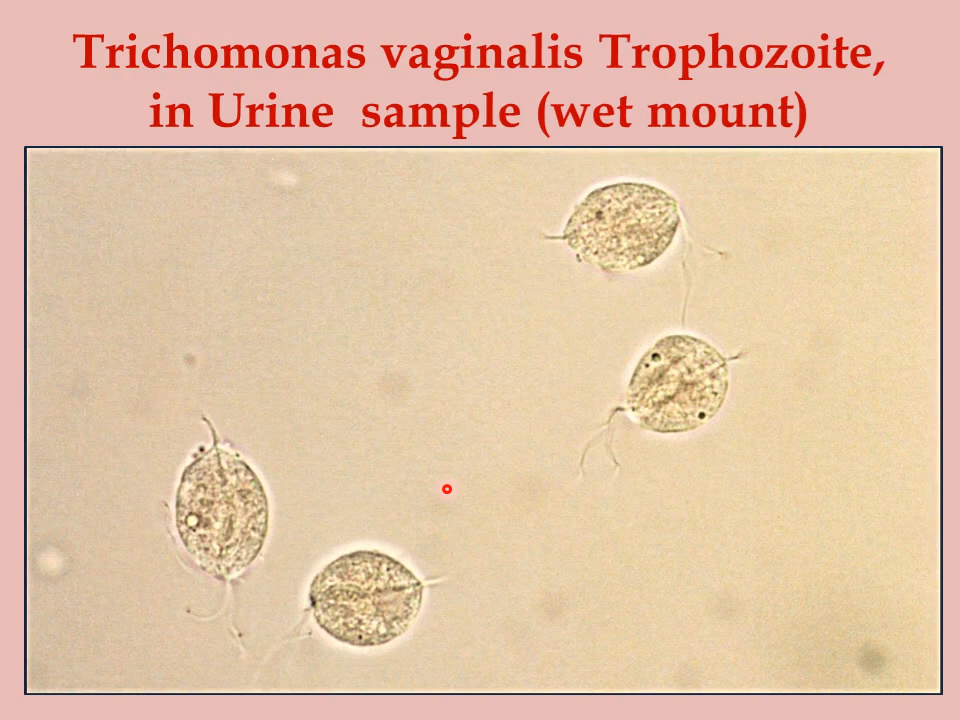 Trichomonas vaginalis Trophozoite,
in Urine sample (wet mount)